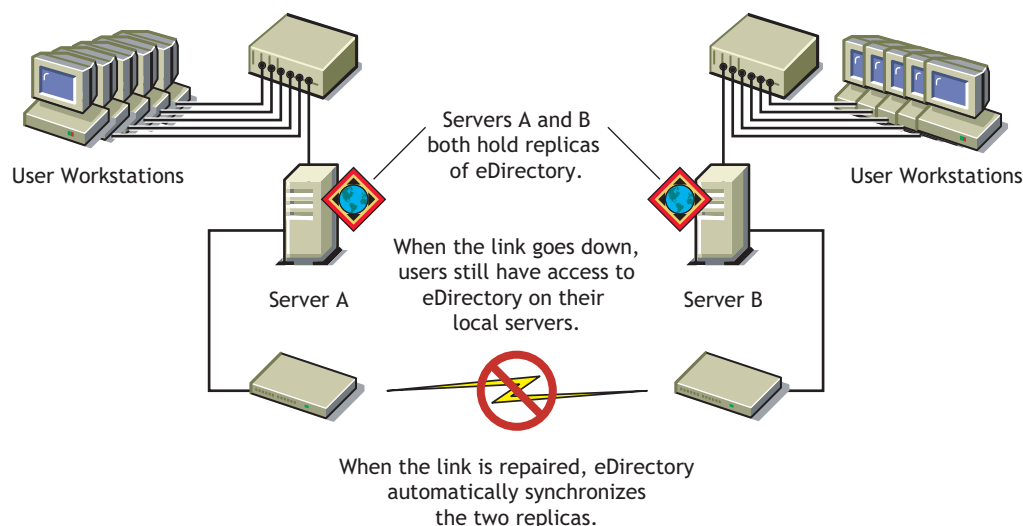 Servers A and B
both hold replicas
of eDirectory.
User Workstations
User Workstations
When the link goes down,
users still have access to
eDirectory on their
local servers.
Server A
Server B
When the link is repaired, eDirectory
automatically synchronizes
the two replicas.